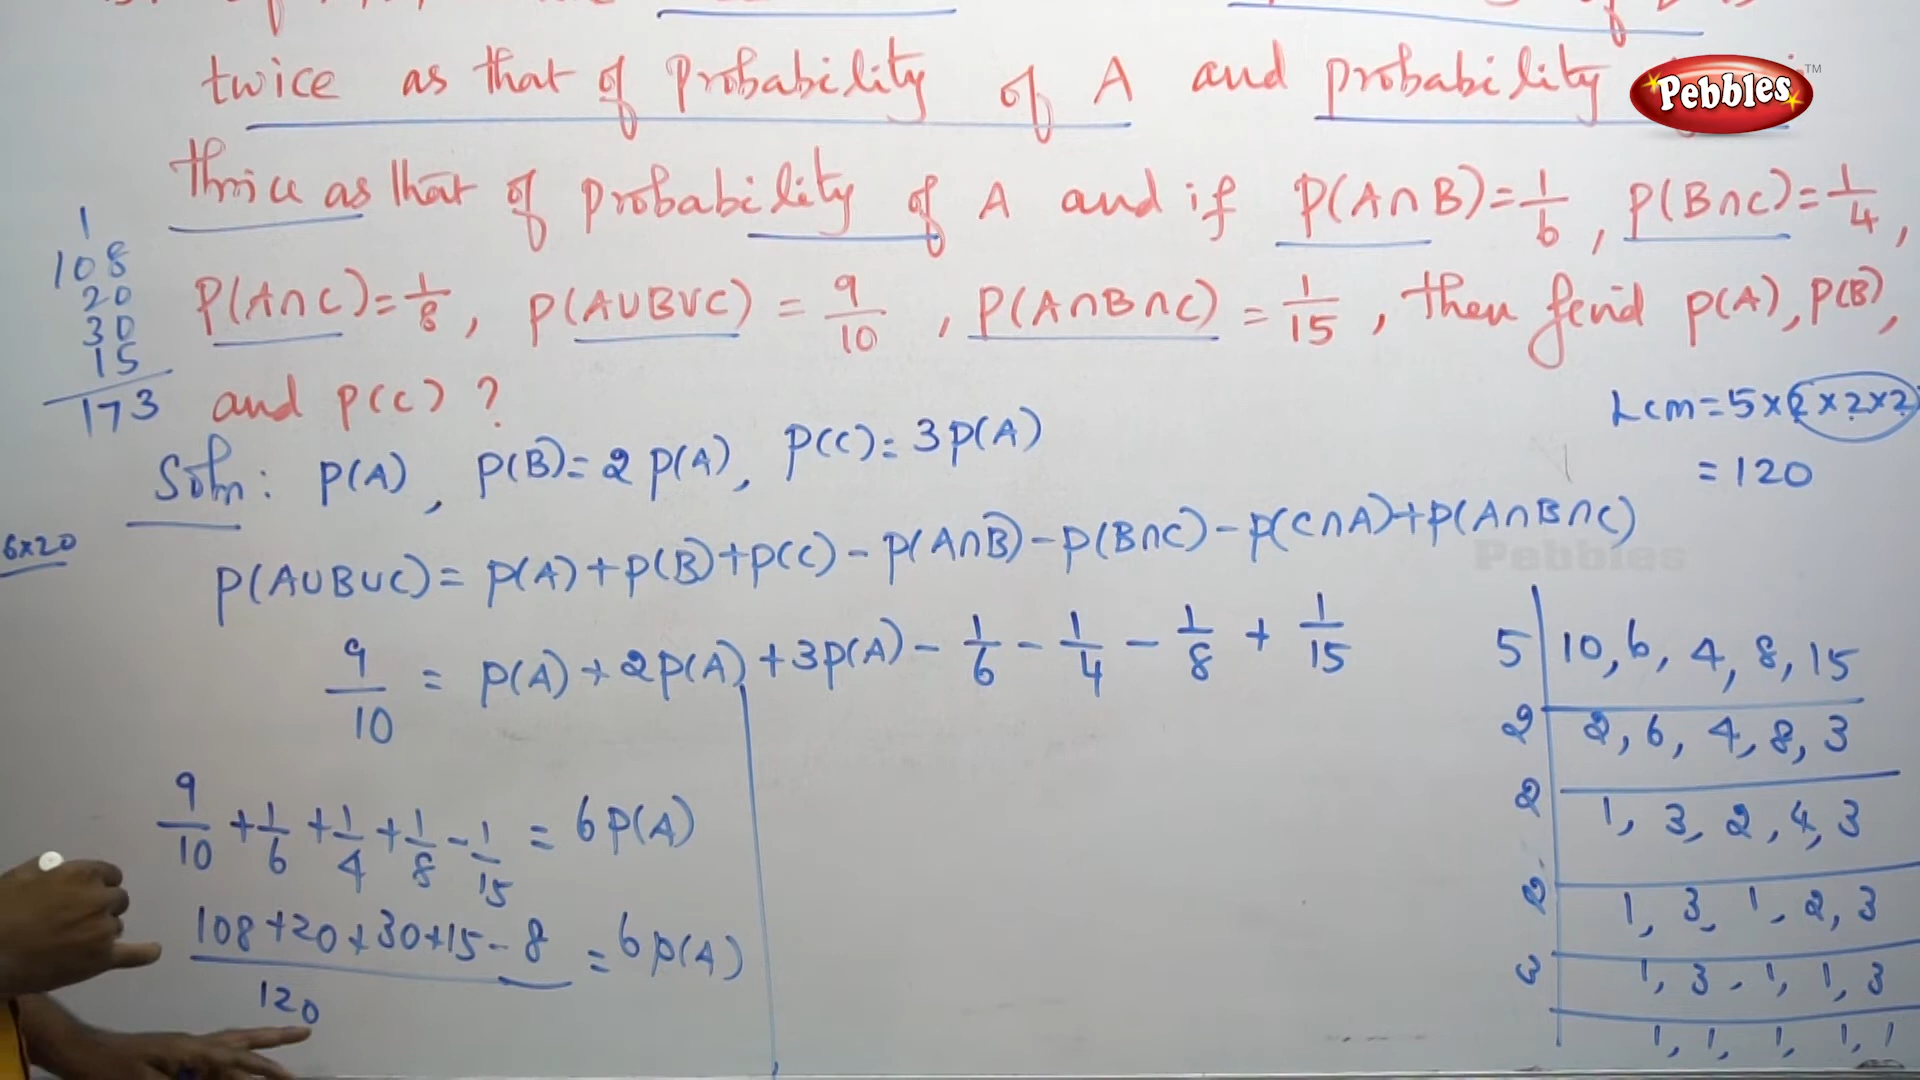 twice as that of probability of A and probability
Pebbles™
thrice as that of probability of A and if P(A∩B)=1/6, P(B∩C)=1/4,
P(A∩C)=1/8, P(A∪B∪C) = 9/10, P(A∩B∩C) = 1/15, then find P(A), P(B),
and P(C) ?
1
108
20
30
15
173
Soln: P(A), P(B)=2P(A), P(C)=3P(A)
Lcm=5×2×2×2
=120
6×20
P(A∪B∪C)=P(A)+P(B)+P(C)-P(A∩B)-P(B∩C)-P(C∩A)+P(A∩B∩C)
Pebbles
9/10 = P(A)+2P(A)+3P(A)-1/6-1/4-1/8+1/15
9/10+1/6+1/4+1/8-1/15=6P(A)
108+20+30+15-8/120=6P(A)
5 10, 6, 4, 8, 15
2 2, 6, 4, 8, 3
2 1, 3, 2, 4, 3
2 1, 3, 1, 2, 3
3 1, 3, 1, 1, 3
1, 1, 1, 1, 1